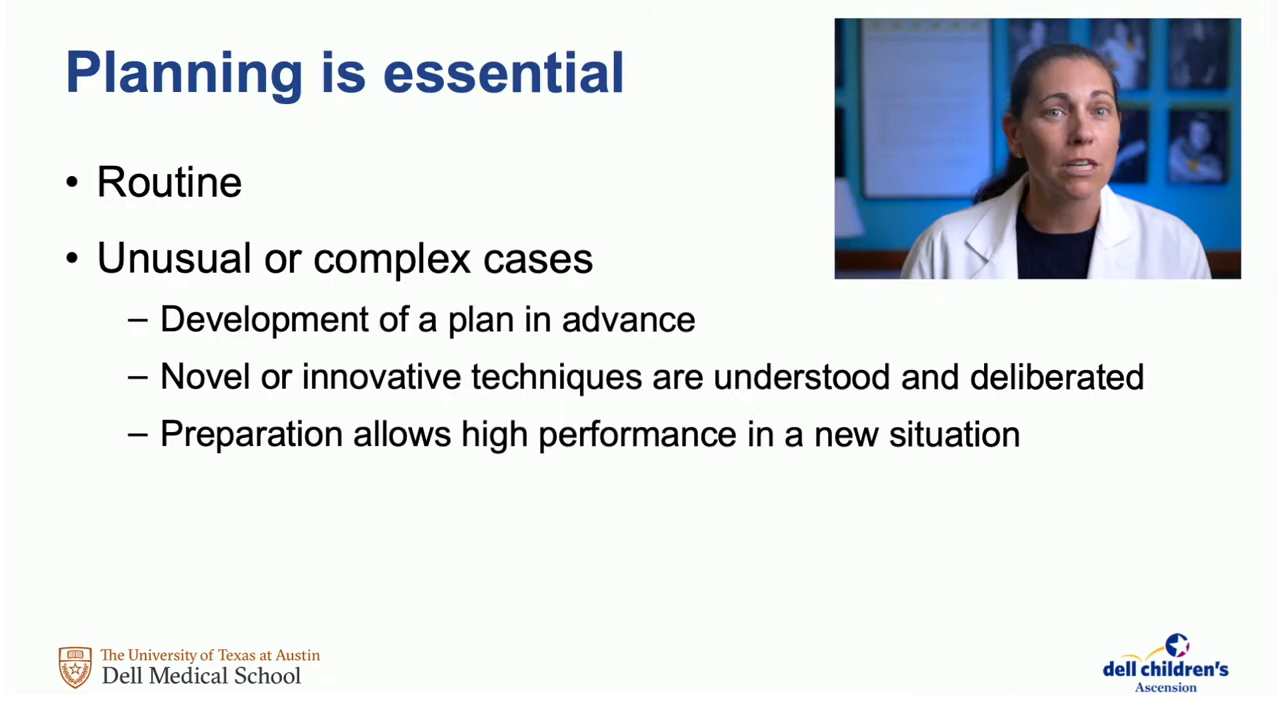 Planning is essential
• Routine
• Unusual or complex cases
– Development of a plan in advance
– Novel or innovative techniques are understood and deliberated
– Preparation allows high performance in a new situation
The University of Texas at Austin
Dell Medical School
dell children's
Ascension